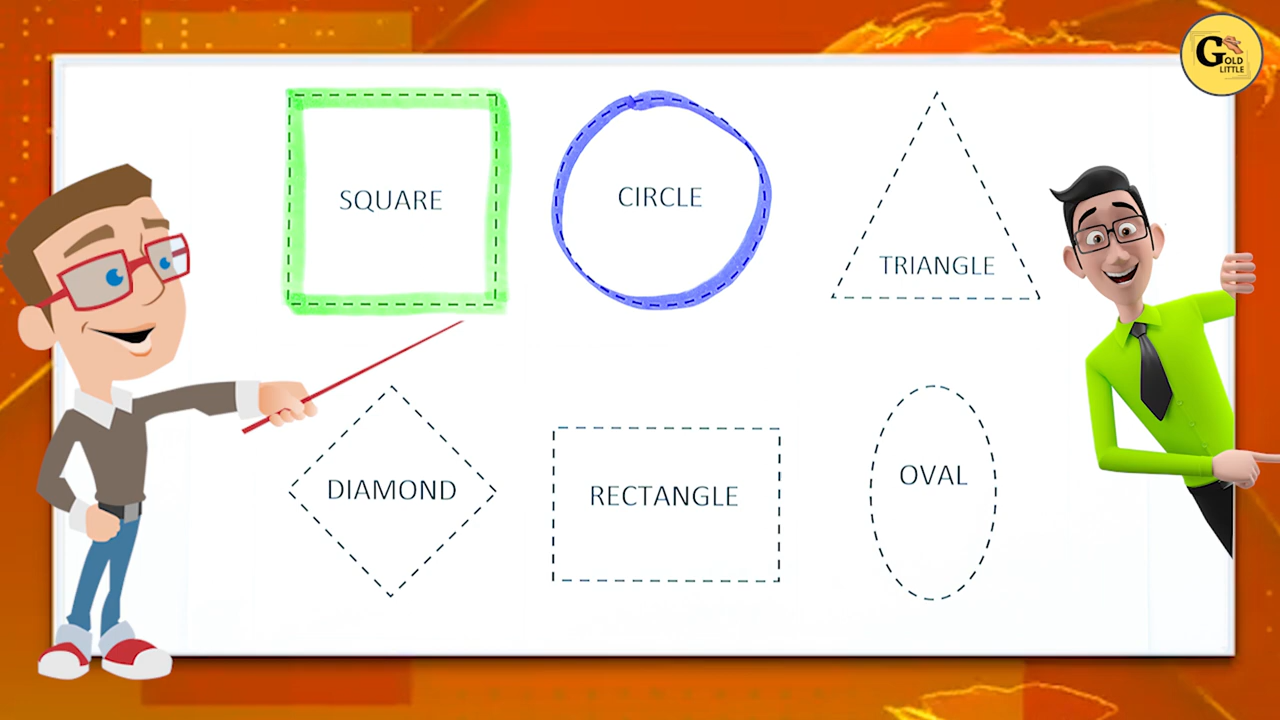 GOLD
LITTLE
SQUARE
CIRCLE
TRIANGLE
DIAMOND
RECTANGLE
OVAL